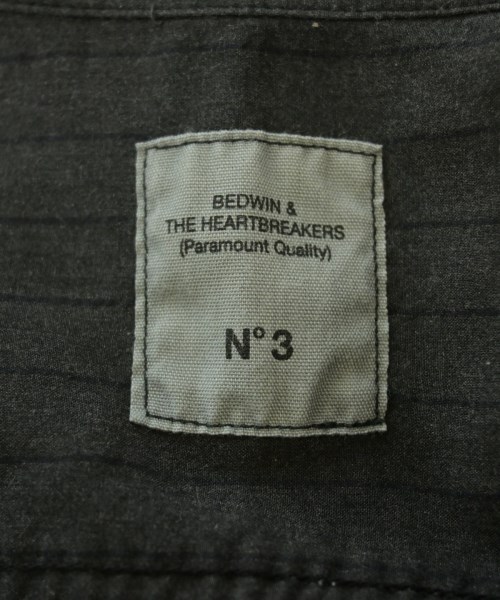 BEDWIN &
THE HEARTBREAKERS
(Paramount Quality)
N° 3